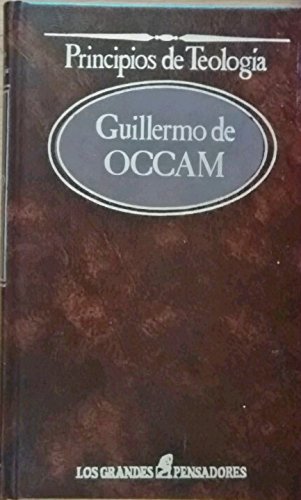 Principios de Teología
Guillermo de
OCCAM
LOS GRANDES PENSADORES